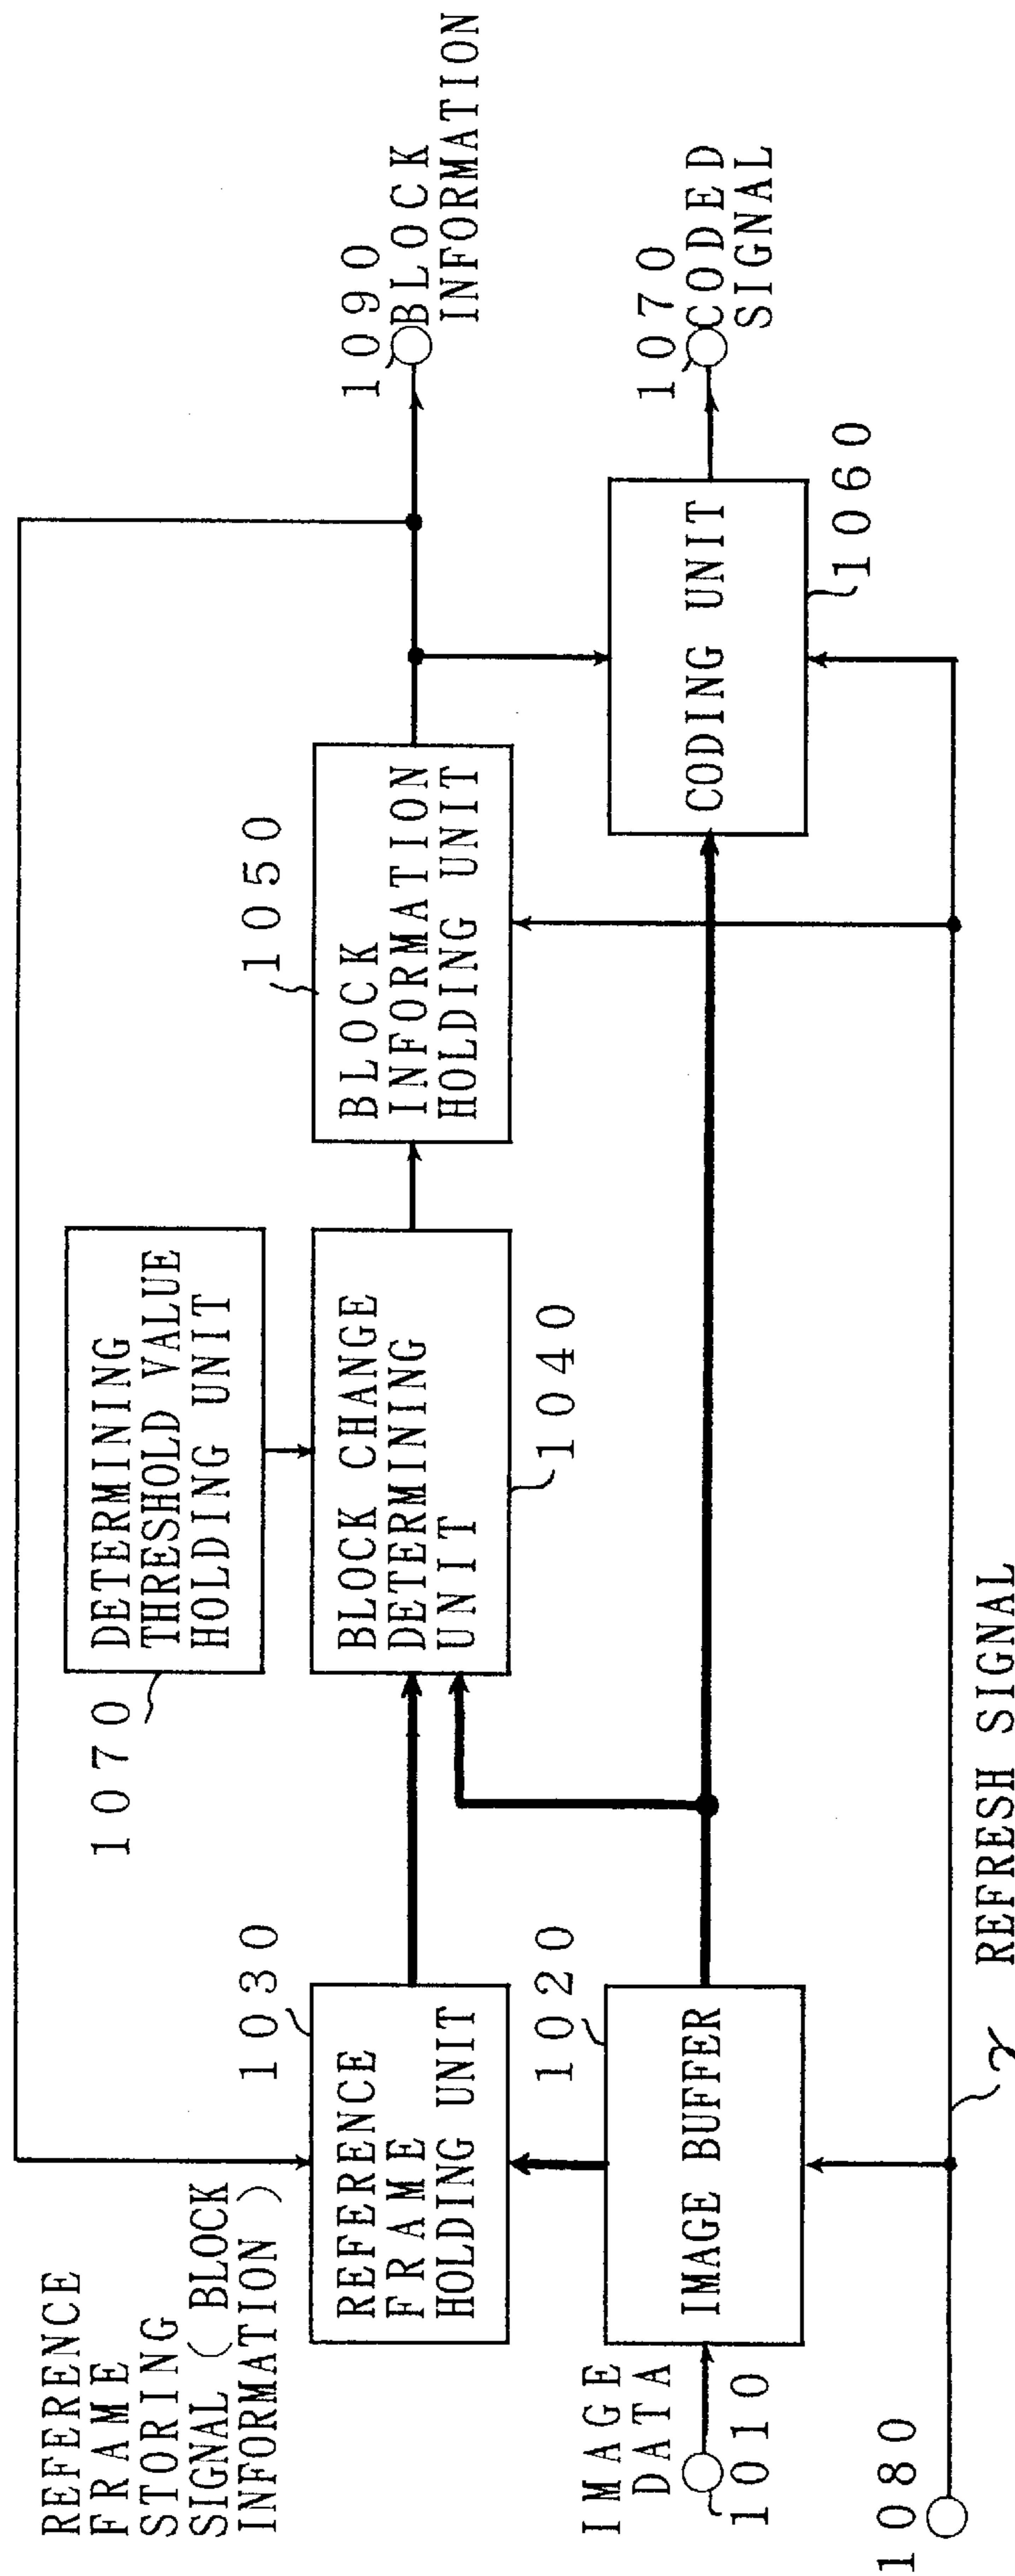 REFERENCE
FRAME
STORING
SIGNAL (BLOCK
INFORMATION)
1070
DETERMINING
THRESHOLD VALUE
HOLDING UNIT
1030
REFERENCE
FRAME
HOLDING UNIT
BLOCK CHANGE
DETERMINING
UNIT
1040
1050
BLOCK
INFORMATION
HOLDING UNIT
1090
BLOCK
INFORMATION
IMAGE
DATA
1010
1020
IMAGE BUFFER
CODING UNIT
1060
1070
CODED
SIGNAL
1080
γ
REFRESH SIGNAL